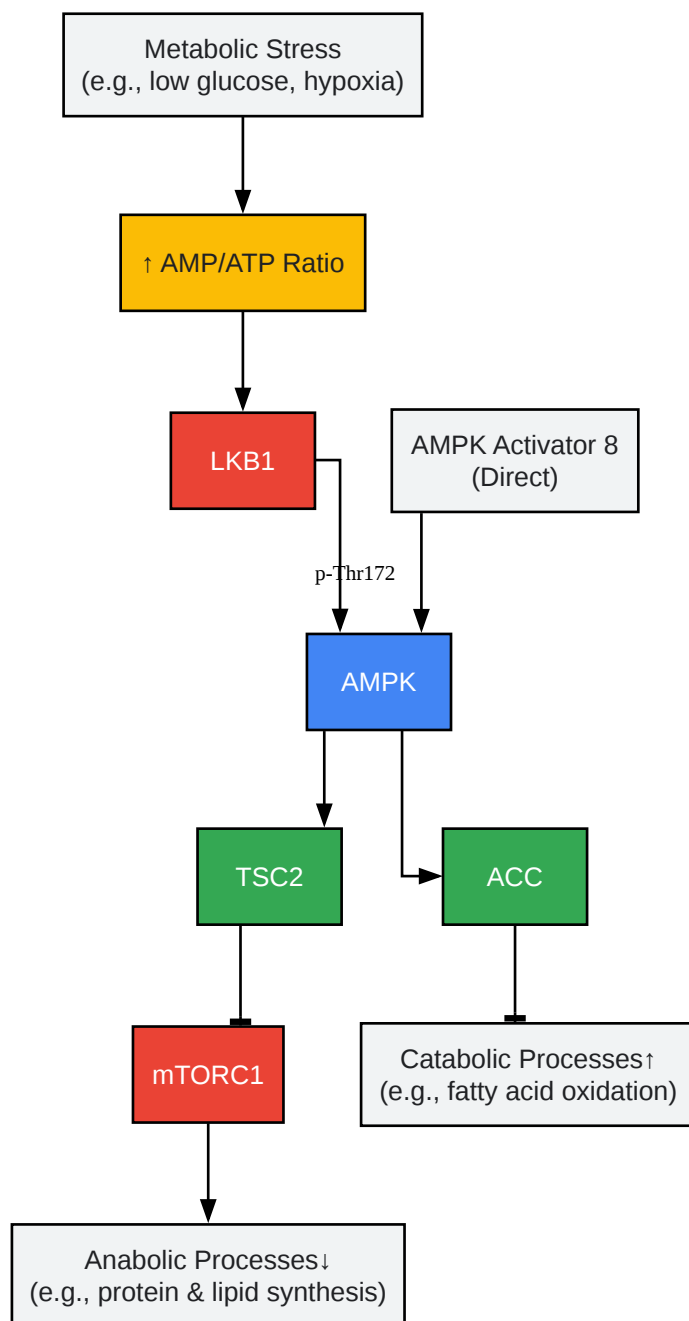 Metabolic Stress
(e.g., low glucose, hypoxia)
↑ AMP/ATP Ratio
LKB1
AMPK Activator 8
(Direct)
p-Thr172
AMPK
TSC2
ACC
mTORC1
Catabolic Processes↑
(e.g., fatty acid oxidation)
Anabolic Processes↓
(e.g., protein & lipid synthesis)